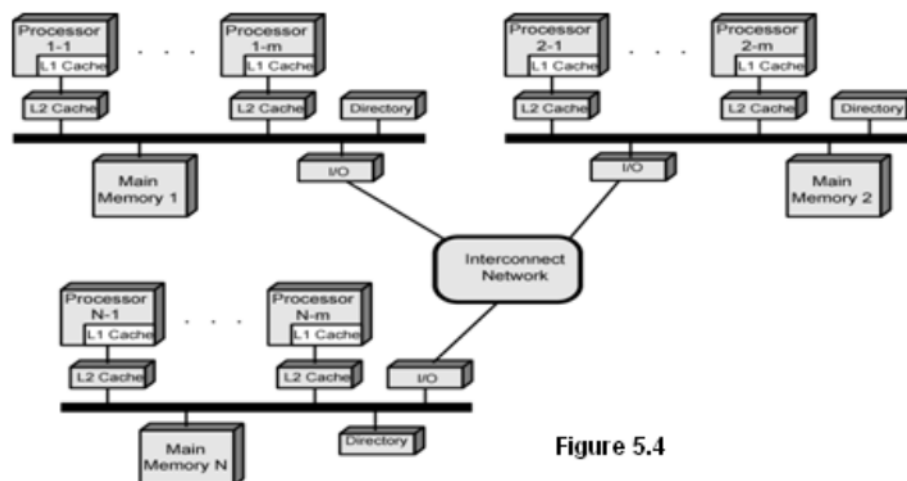 Processor
1-1
L1 Cache
. . .
Processor
1-m
L1 Cache
L2 Cache
L2 Cache
Directory
Main
Memory 1
I/O
Processor
2-1
L1 Cache
. . .
Processor
2-m
L1 Cache
L2 Cache
L2 Cache
Directory
I/O
Main
Memory 2
Interconnect
Network
Processor
N-1
L1 Cache
. . .
Processor
N-m
L1 Cache
L2 Cache
L2 Cache
I/O
Main
Memory N
Directory
Figure 5.4